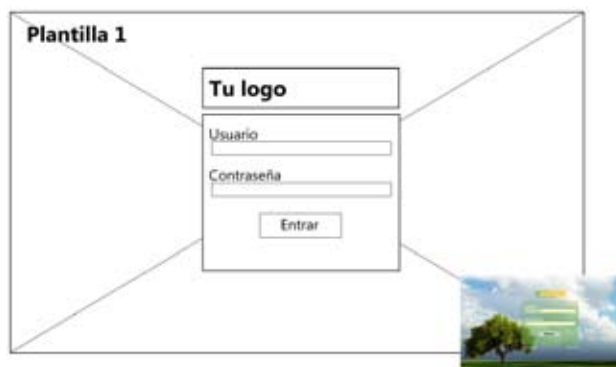 Plantilla 1
Tu logo
Usuario
Contraseña
Entrar